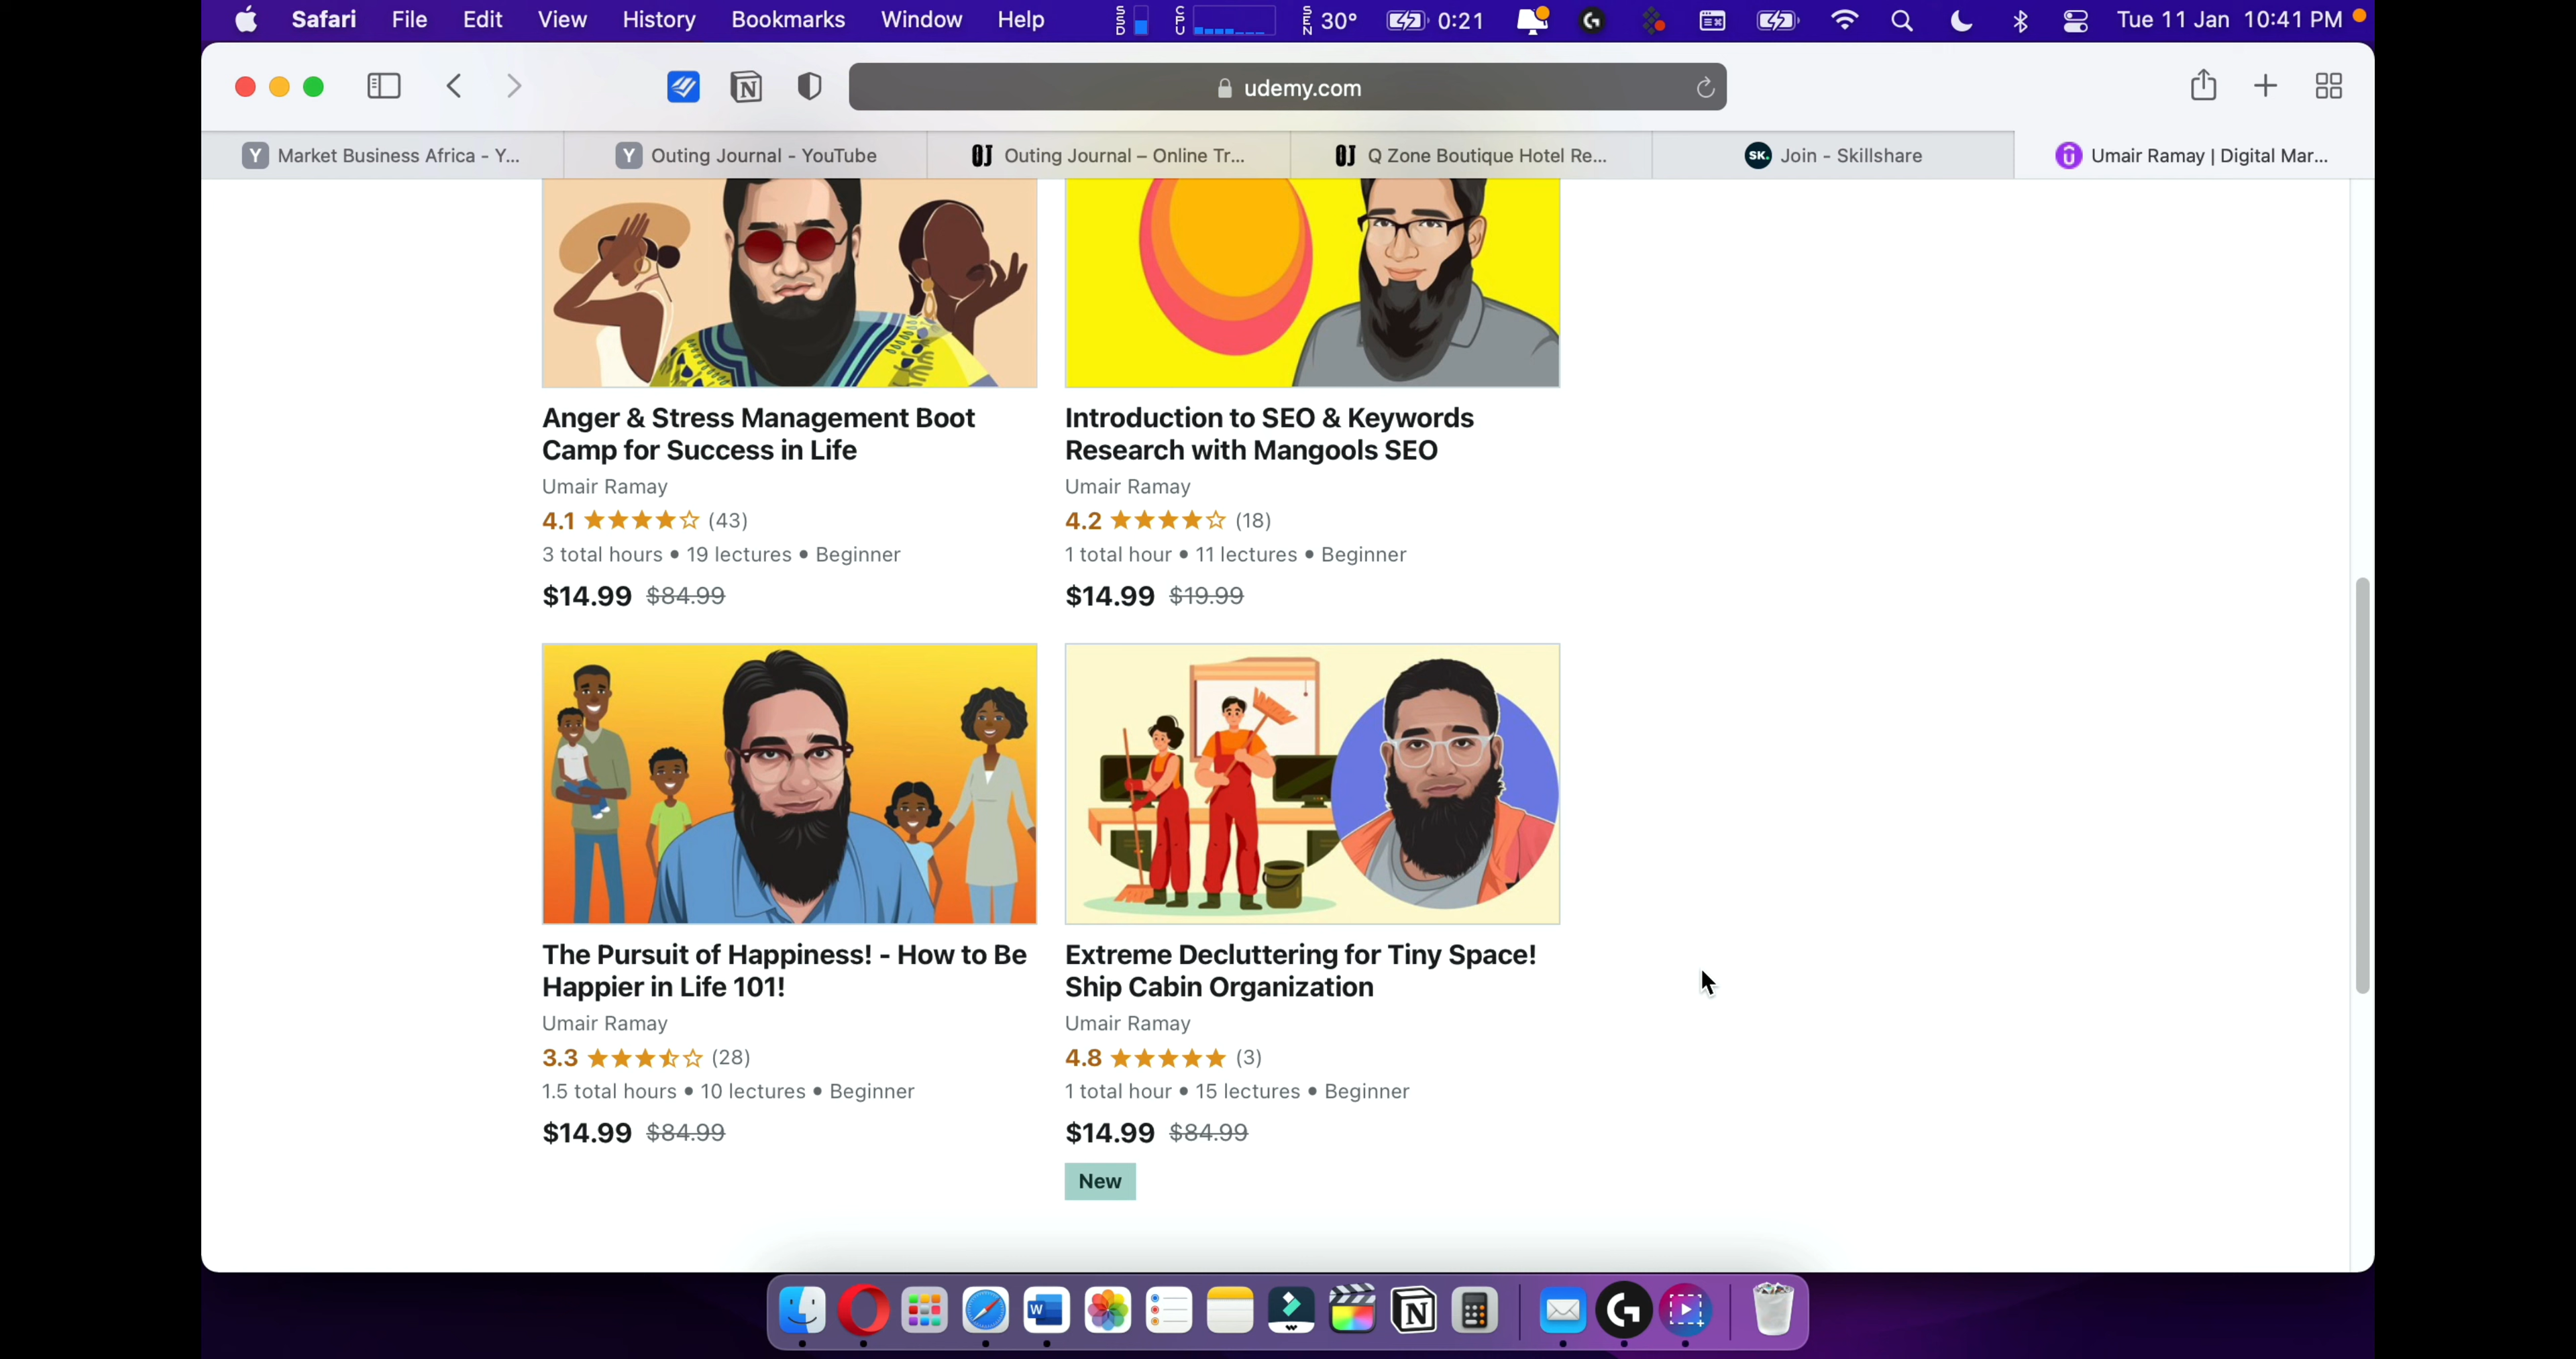 Safari File Edit View History Bookmarks Window Help SSD CPU SEN 30° 0:21 Tue 11 Jan 10:41 PM
udemy.com
Y Market Business Africa - Y... Y Outing Journal - YouTube OJ Outing Journal – Online Tr... OJ Q Zone Boutique Hotel Re... SK. Join - Skillshare Umair Ramay | Digital Mar...
Anger & Stress Management Boot
Camp for Success in Life
Umair Ramay
4.1 (43)
3 total hours • 19 lectures • Beginner
$14.99 $84.99
Introduction to SEO & Keywords
Research with Mangools SEO
Umair Ramay
4.2 (18)
1 total hour • 11 lectures • Beginner
$14.99 $19.99
The Pursuit of Happiness! - How to Be
Happier in Life 101!
Umair Ramay
3.3 (28)
1.5 total hours • 10 lectures • Beginner
$14.99 $84.99
Extreme Decluttering for Tiny Space!
Ship Cabin Organization
Umair Ramay
4.8 (3)
1 total hour • 15 lectures • Beginner
$14.99 $84.99
New